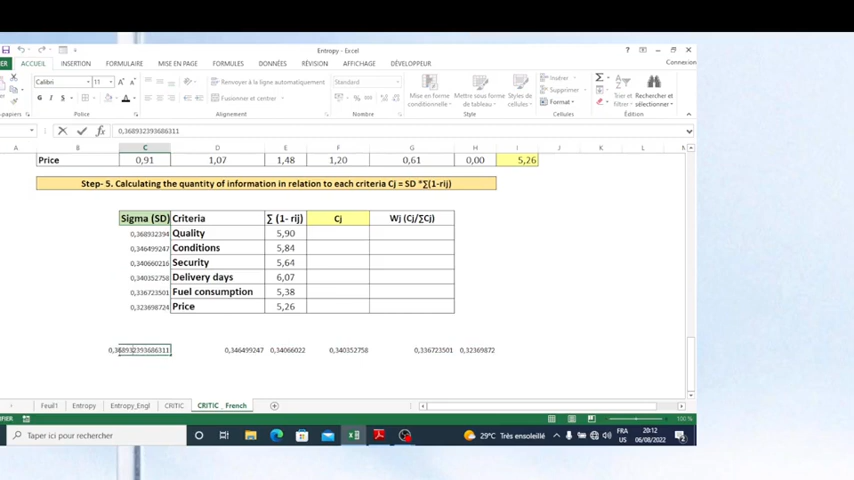 Entropy - Excel
ACCUEIL INSERTION FORMULAIRE MISE EN PAGE FORMULES DONNÉES RÉVISION AFFICHAGE DÉVELOPPEUR Connexion
Calibri 11 Renvoyer à la ligne automatiquement Standard Insérer
G I S Fusionner et centrer Mise en forme conditionnelle Mettre sous forme de tableau Styles de cellules Supprimer Format Trier et filtrer Rechercher et sélectionner
Police Alignement Nombre Style Cellules Édition
0,368932393686311
A B C D E F G H I J K L M
Price 0,91 1,07 1,48 1,20 0,61 0,00 5,26
Step- 5. Calculating the quantity of information in relation to each criteria Cj = SD *∑(1-rij)
Sigma (SD) Criteria ∑ (1- rij) Cj Wj (Cj/∑Cj)
0,368932394 Quality 5,90
0,346499247 Conditions 5,84
0,340660216 Security 5,64
0,340352758 Delivery days 6,07
0,336723501 Fuel consumption 5,38
0,323698724 Price 5,26
0,368932393686311 0,346499247 0,34066022 0,340352758 0,336723501 0,32369872
Feuil1 Entropy Entropy_Engl CRITIC CRITIC _ French
100 %
Taper ici pour rechercher 29°C Très ensoleillé FRA 20:12
US 06/08/2022